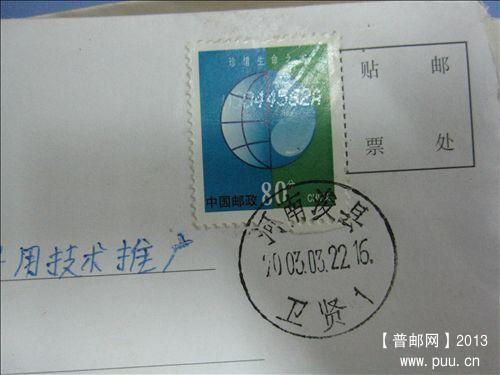 珍惜生命之水
344582A
中国邮政 80分 CHINA
贴 邮
票 处
河南浚县
2003.03.22.16.
卫贤 1
用技术推广
【普邮网】2013
www.puu.cn